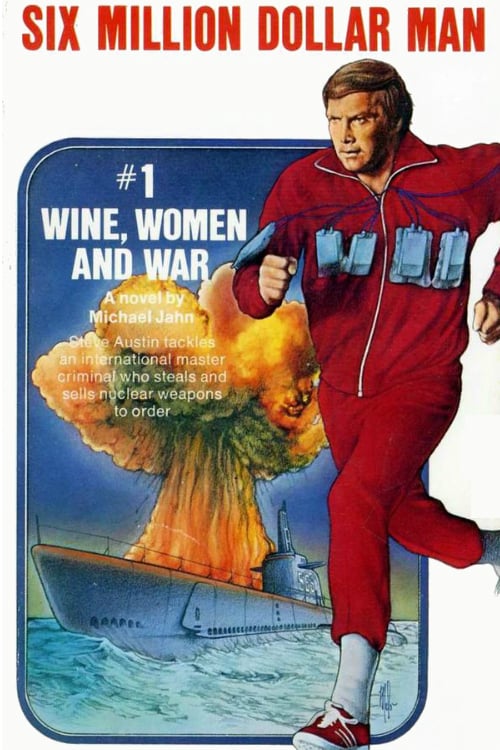 SIX MILLION DOLLAR MAN
#1
WINE, WOMEN
AND WAR
A novel by
Michael Jahn
Steve Austin tackles
an international master
criminal who steals and
sells nuclear weapons
to order